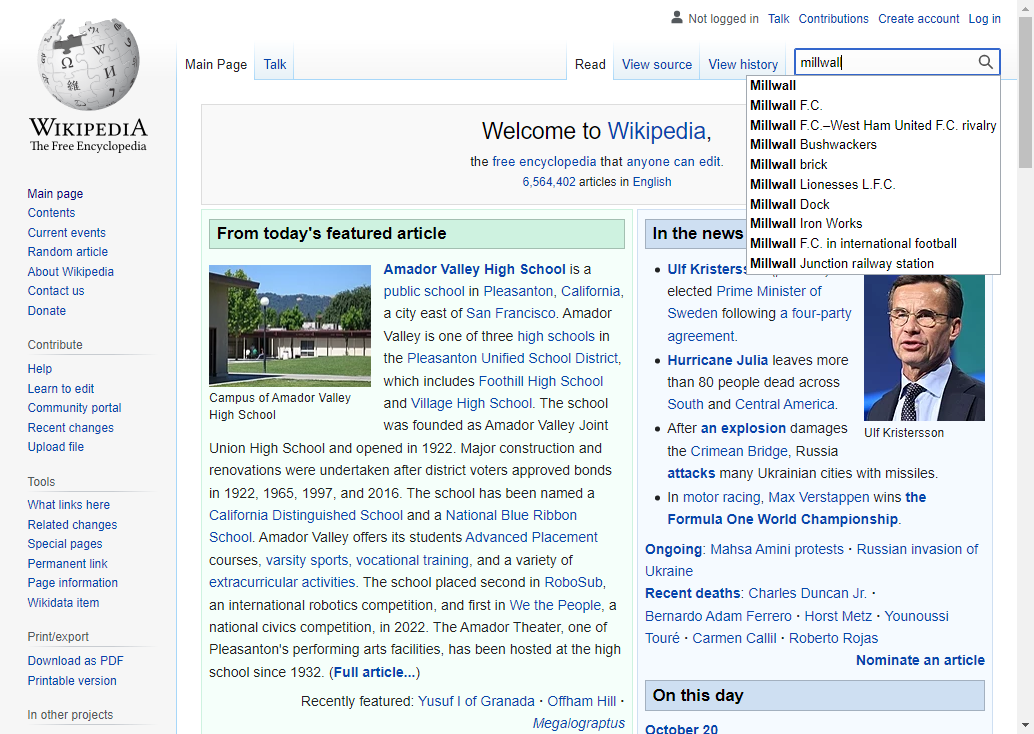 Not logged in Talk Contributions Create account Log in
Main Page Talk Read View source View history millwall
Millwall
Millwall F.C.
Millwall F.C.–West Ham United F.C. rivalry
Millwall Bushwackers
Millwall brick
Millwall Lionesses L.F.C.
Millwall Dock
Millwall Iron Works
Millwall F.C. in international football
Millwall Junction railway station
WIKIPEDIA
The Free Encyclopedia
Main page
Contents
Current events
Random article
About Wikipedia
Contact us
Donate
Contribute
Help
Learn to edit
Community portal
Recent changes
Upload file
Tools
What links here
Related changes
Special pages
Permanent link
Page information
Wikidata item
Print/export
Download as PDF
Printable version
In other projects
Welcome to Wikipedia,
the free encyclopedia that anyone can edit.
6,564,402 articles in English
From today's featured article
Amador Valley High School is a
public school in Pleasanton, California,
a city east of San Francisco. Amador
Valley is one of three high schools in
the Pleasanton Unified School District,
which includes Foothill High School
and Village High School. The school
was founded as Amador Valley Joint
Campus of Amador Valley
High School
Union High School and opened in 1922. Major construction and
renovations were undertaken after district voters approved bonds
in 1922, 1965, 1997, and 2016. The school has been named a
California Distinguished School and a National Blue Ribbon
School. Amador Valley offers its students Advanced Placement
courses, varsity sports, vocational training, and a variety of
extracurricular activities. The school placed second in RoboSub,
an international robotics competition, and first in We the People, a
national civics competition, in 2022. The Amador Theater, one of
Pleasanton's performing arts facilities, has been hosted at the high
school since 1932. (Full article...)
Recently featured: Yusuf I of Granada · Offham Hill ·
Megalograptus
In the news
Ulf
elected Prime Minister of
Sweden following a four-party
agreement.
Hurricane Julia leaves more
than 80 people dead across
South and Central America.
Ulf Kristersson
After an explosion damages
the Crimean Bridge, Russia
attacks many Ukrainian cities with missiles.
In motor racing, Max Verstappen wins the
Formula One World Championship.
Ongoing: Mahsa Amini protests · Russian invasion of
Ukraine
Recent deaths: Charles Duncan Jr. ·
Bernardo Adam Ferrero · Horst Metz · Younoussi
Touré · Carmen Callil · Roberto Rojas
Nominate an article
On this day
October 20